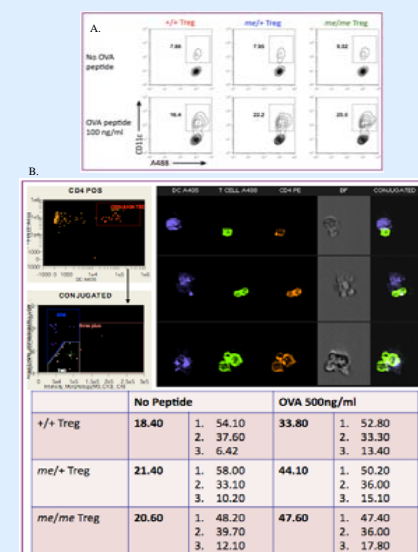 A.
+/+ Treg me/+ Treg me/me Treg
No OVA
peptide
7.88 7.95 9.02
OVA peptide
100 ng/ml
16.4 22.2
CD11c
A488
B.
CD4 POS
DC A405 T CELL A488 CD4 PE BF CONJUGATED
CONJUGATED
No Peptide OVA 500ng/ml
+/+ Treg 18.40 1. 54.10 33.80 1. 52.80
2. 37.60 2. 33.30
3. 6.42 3. 13.40
me/+ Treg 21.40 1. 58.00 44.10 1. 50.20
2. 33.10 2. 36.00
3. 10.20 3. 15.10
me/me Treg 20.60 1. 48.20 47.60 1. 47.40
2. 39.70 2. 36.00
3. 12.10 3. 17.80